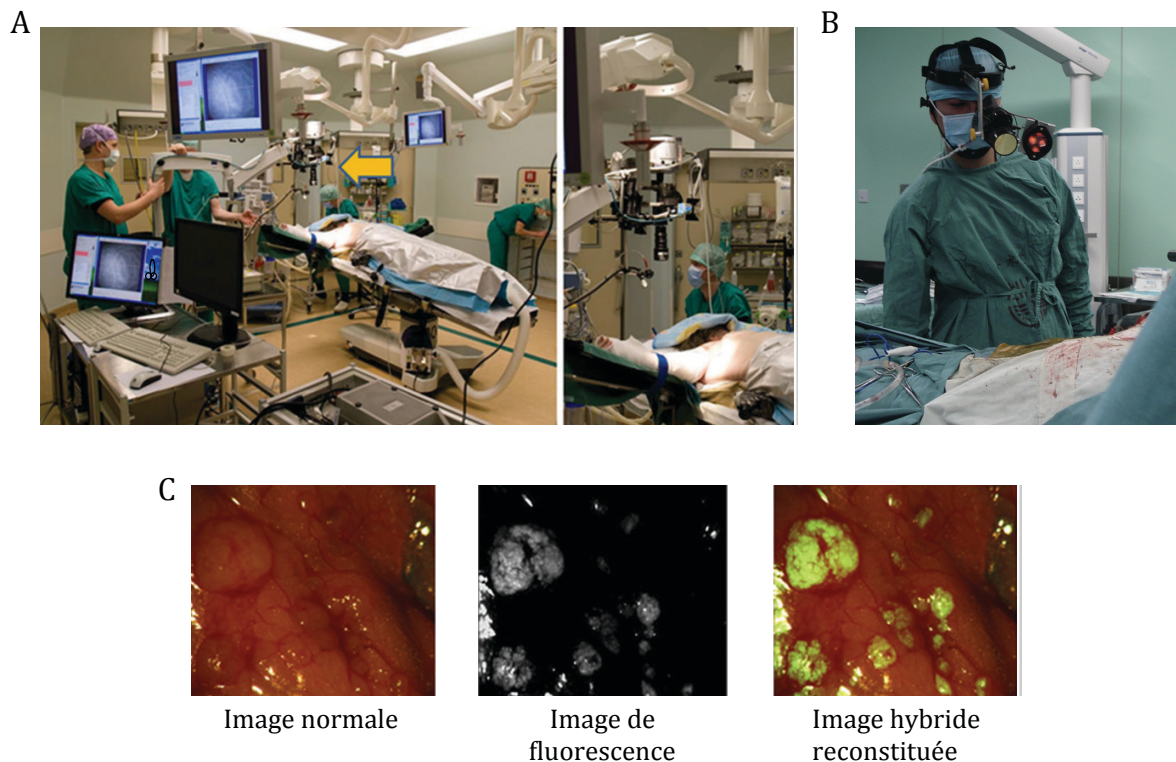 A
B
C
Image normale
Image de
fluorescence
Image hybride
reconstituée